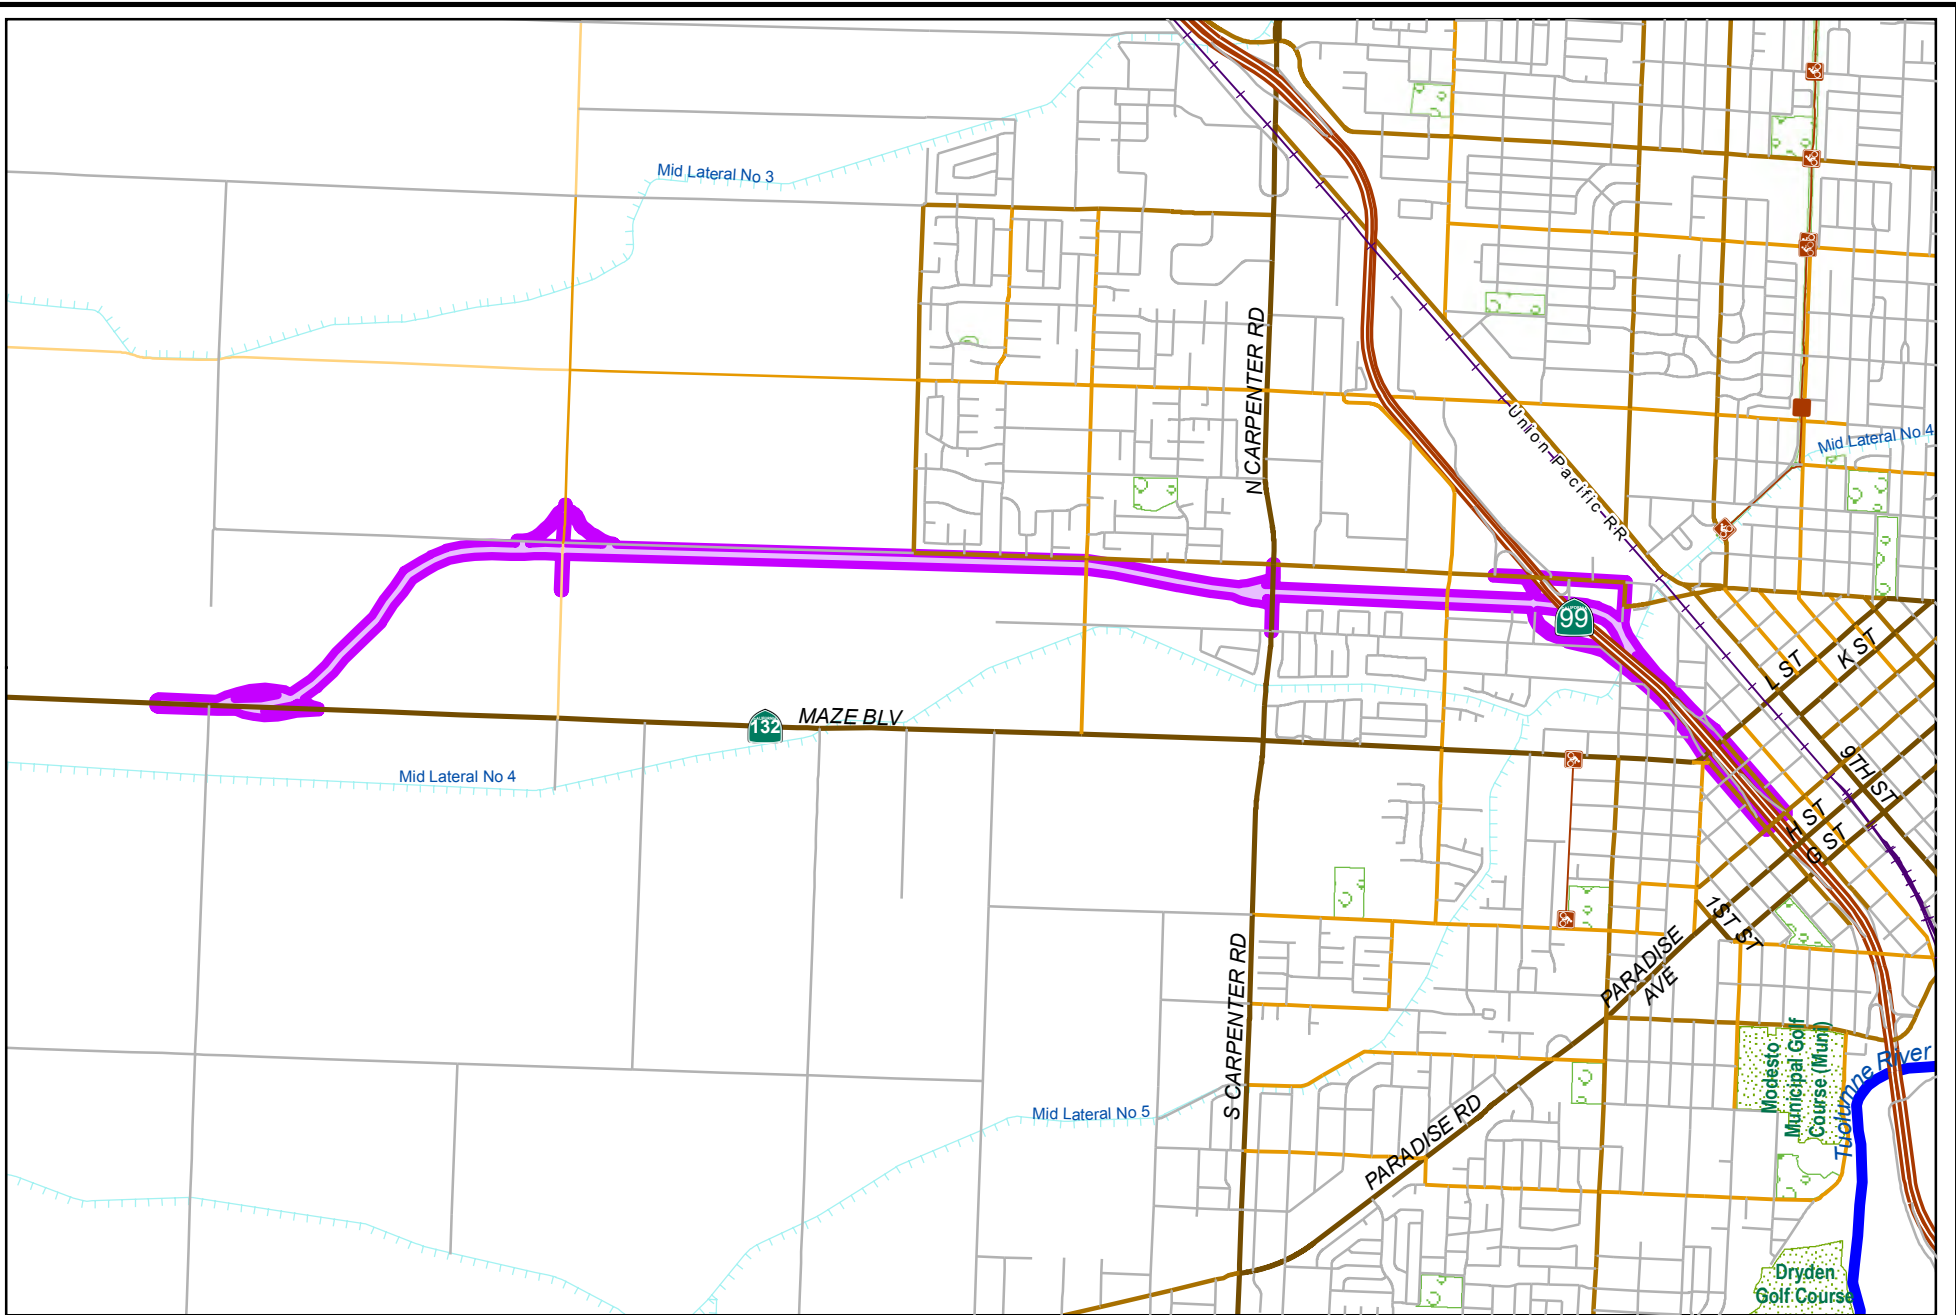 Mid Lateral No 3
N CARPENTER RD
Union Pacific RR
Mid Lateral No 4
99
L ST
K ST
132
MAZE BLV
9TH ST
Mid Lateral No 4
H ST
G ST
1ST ST
PARADISE
AVE
S CARPENTER RD
Modesto
Municipal Golf
Course (Muni)
Tuolumne River
Mid Lateral No 5
PARADISE RD
Dryden
Golf Course